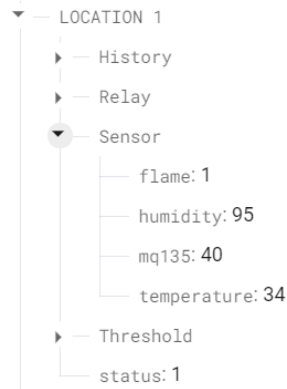 LOCATION 1
History
Relay
Sensor
flame: 1
humidity: 95
mq135: 40
temperature: 34
Threshold
status: 1